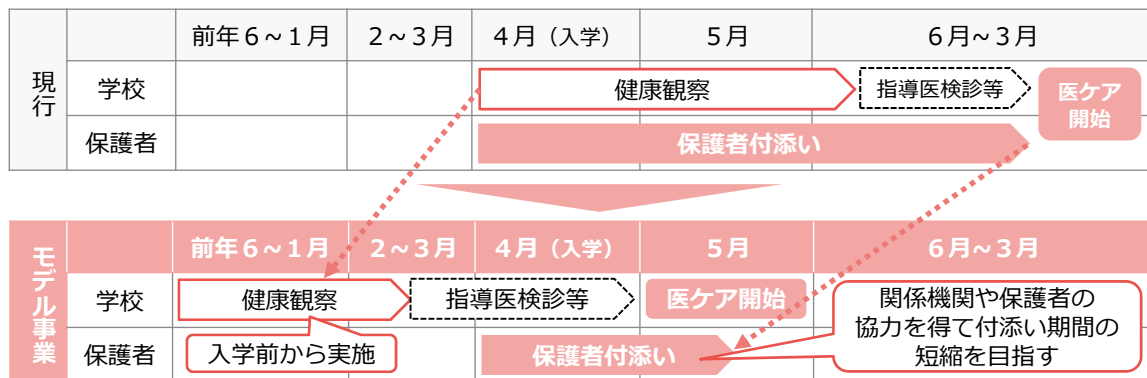 現行
前年６～１月 ２～３月 ４月（入学） ５月 ６月～３月
学校 健康観察 指導医検診等 医ケア
開始
保護者 保護者付添い
モデル事業
前年６～１月 ２～３月 ４月（入学） ５月 ６月～３月
学校 健康観察 指導医検診等 医ケア開始
入学前から実施
保護者 保護者付添い
関係機関や保護者の
協力を得て付添い期間の
短縮を目指す